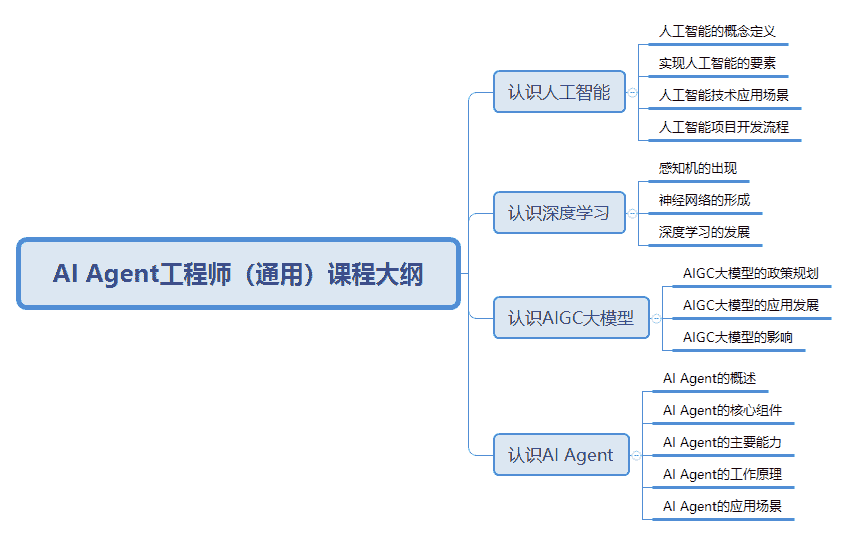 AI Agent工程师（通用）课程大纲
认识人工智能
人工智能的概念定义
实现人工智能的要素
人工智能技术应用场景
人工智能项目开发流程
认识深度学习
感知机的出现
神经网络的形成
深度学习的发展
认识AIGC大模型
AIGC大模型的政策规划
AIGC大模型的应用发展
AIGC大模型的影响
认识AI Agent
AI Agent的概述
AI Agent的核心组件
AI Agent的主要能力
AI Agent的工作原理
AI Agent的应用场景